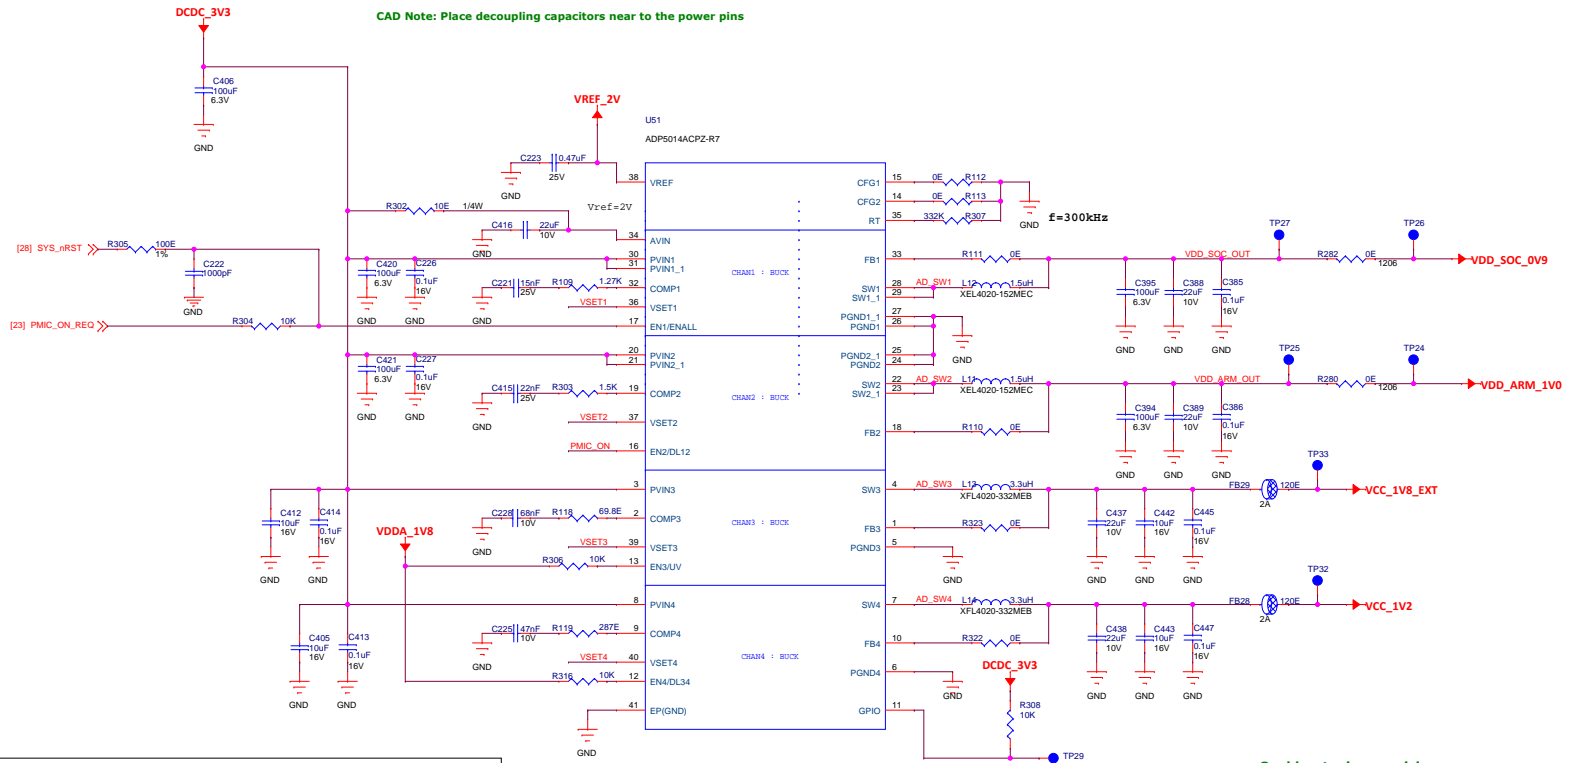 DCDC_3V3
CAD Note: Place decoupling capacitors near to the power pins
C406
100uF
6.3V
GND
VREF_2V
U51
ADP5014ACPZ-R7
C223
0.47uF
25V
GND
38
VREF
Vref=2V
15
CFG1
0E
R112
14
CFG2
0E
R113
35
RT
332K
R307
GND
f=300kHz
R302
10E
1/4W
C416
22uF
10V
GND
34
AVIN
[28] SYS_nRST
R305
100E
1%
C222
1000pF
GND
[23] PMIC_ON_REQ
R304
10K
C420
100uF
6.3V
GND
C226
0.1uF
16V
GND
30
PVIN1
31
PVIN1_1
C221
15nF
25V
GND
R109
1.27K
32
COMP1
VSET1
36
VSET1
17
EN1/ENALL
CHAN1 : BUCK
33
FB1
R111
0E
28
SW1
AD_SW1
29
SW1_1
L12
1.5uH
XEL4020-152MEC
27
PGND1_1
26
PGND1
GND
TP27
TP26
VDD_SOC_OUT
R282
0E
1206
VDD_SOC_0V9
C395
100uF
6.3V
GND
C388
22uF
10V
GND
C385
0.1uF
16V
GND
C421
100uF
6.3V
GND
C227
0.1uF
16V
GND
20
PVIN2
21
PVIN2_1
C415
22nF
25V
GND
R303
1.5K
19
COMP2
VSET2
37
VSET2
PMIC_ON
16
EN2/DL12
CHAN2 : BUCK
25
PGND2_1
24
PGND2
22
SW2
AD_SW2
23
SW2_1
L11
1.5uH
XEL4020-152MEC
18
FB2
R110
0E
TP25
TP24
VDD_ARM_OUT
R280
0E
1206
VDD_ARM_1V0
C394
100uF
6.3V
GND
C389
22uF
10V
GND
C386
0.1uF
16V
GND
C412
10uF
16V
GND
C414
0.1uF
16V
GND
3
PVIN3
C228
68nF
10V
GND
R118
69.8E
2
COMP3
VSET3
39
VSET3
VDDA_1V8
R306
10K
13
EN3/UV
CHAN3 : BUCK
4
SW3
AD_SW3
L13
3.3uH
XFL4020-332MEB
1
FB3
R323
0E
5
PGND3
GND
TP33
FB29
120E
2A
VCC_1V8_EXT
C437
22uF
10V
GND
C442
10uF
16V
GND
C445
0.1uF
16V
GND
C405
10uF
16V
GND
C413
0.1uF
16V
GND
8
PVIN4
C225
47nF
10V
GND
R119
287E
9
COMP4
VSET4
40
VSET4
R316
10K
12
EN4/DL34
41
EP(GND)
GND
CHAN4 : BUCK
7
SW4
AD_SW4
L14
3.3uH
XFL4020-332MEB
10
FB4
R322
0E
6
PGND4
GND
11
GPIO
DCDC_3V3
R308
10K
TP29
TP32
FB28
120E
2A
VCC_1V2
C438
22uF
10V
GND
C443
10uF
16V
GND
C447
0.1uF
16V
GND